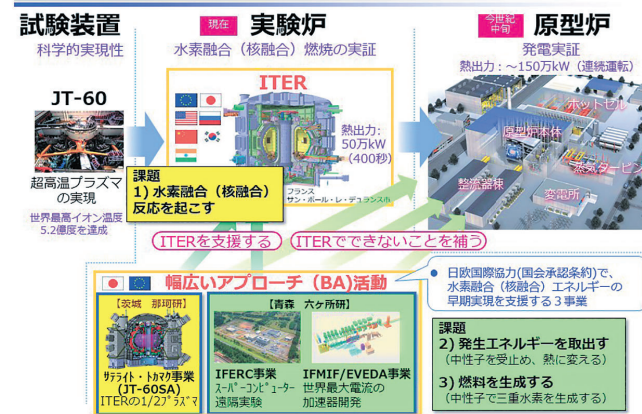 試験装置
科学的実現性
JT-60
超高温プラズマ
の実現
世界最高イオン温度
5.2億度を達成
現在
実験炉
水素融合（核融合）燃焼の実証
ITER
熱出力:
50万kW
(400秒)
フランス
サン・ポール・レ・デュランス市
課題
1) 水素融合（核融合）
反応を起こす
今世紀
中旬
原型炉
発電実証
熱出力：～150万kW（連続運転）
ホットセル
原型炉本体
蒸気タービン
整流器棟
変電所
ITERを支援する
ITERでできないことを補う
幅広いアプローチ（BA)活動
【茨城　那珂研】
ｻﾃﾗｲﾄ・ﾄｶﾏｸ事業
(JT-60SA)
ITERの1/2ﾌﾟﾗｽﾞﾏ
【青森　六ヶ所研】
IFERC事業
ｽｰﾊﾟｰｺﾝﾋﾟｭｰﾀｰ
遠隔実験
IFMIF/EVEDA事業
世界最大電流の
加速器開発
● 日欧国際協力(国会承認条約)で、
水素融合（核融合）エネルギーの
早期実現を支援する３事業
課題
2) 発生エネルギーを取出す
(中性子を受止め、熱に変える)
3) 燃料を生成する
(中性子で三重水素を生成する)